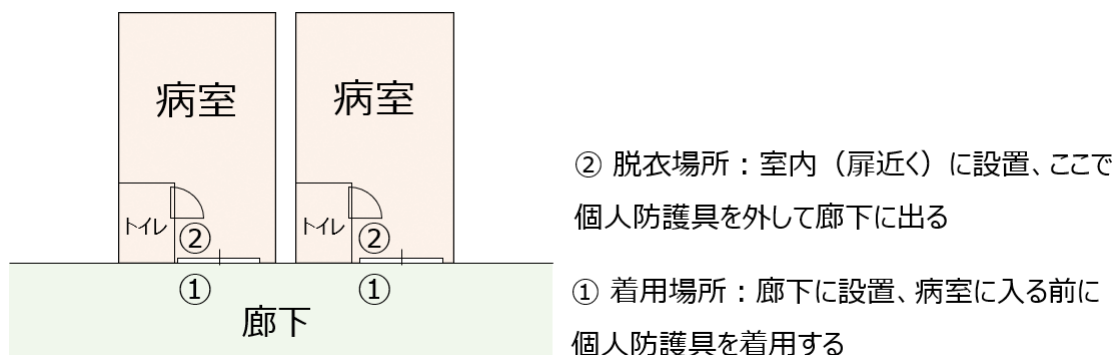 病室
病室
トイレ
トイレ
②
②
①
①
廊下
② 脱衣場所：室内（扉近く）に設置、ここで
個人防護具を外して廊下に出る
① 着用場所：廊下に設置、病室に入る前に
個人防護具を着用する